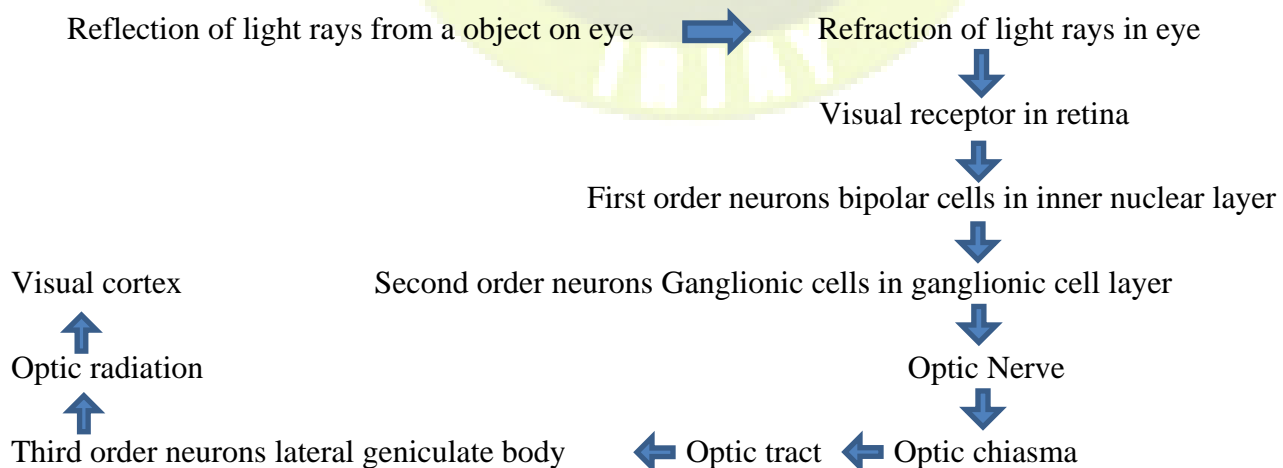 Reflection of light rays from a object on eye Refraction of light rays in eye
Visual receptor in retina
First order neurons bipolar cells in inner nuclear layer
Visual cortex Second order neurons Ganglionic cells in ganglionic cell layer
Optic radiation Optic Nerve
Third order neurons lateral geniculate body Optic tract Optic chiasma